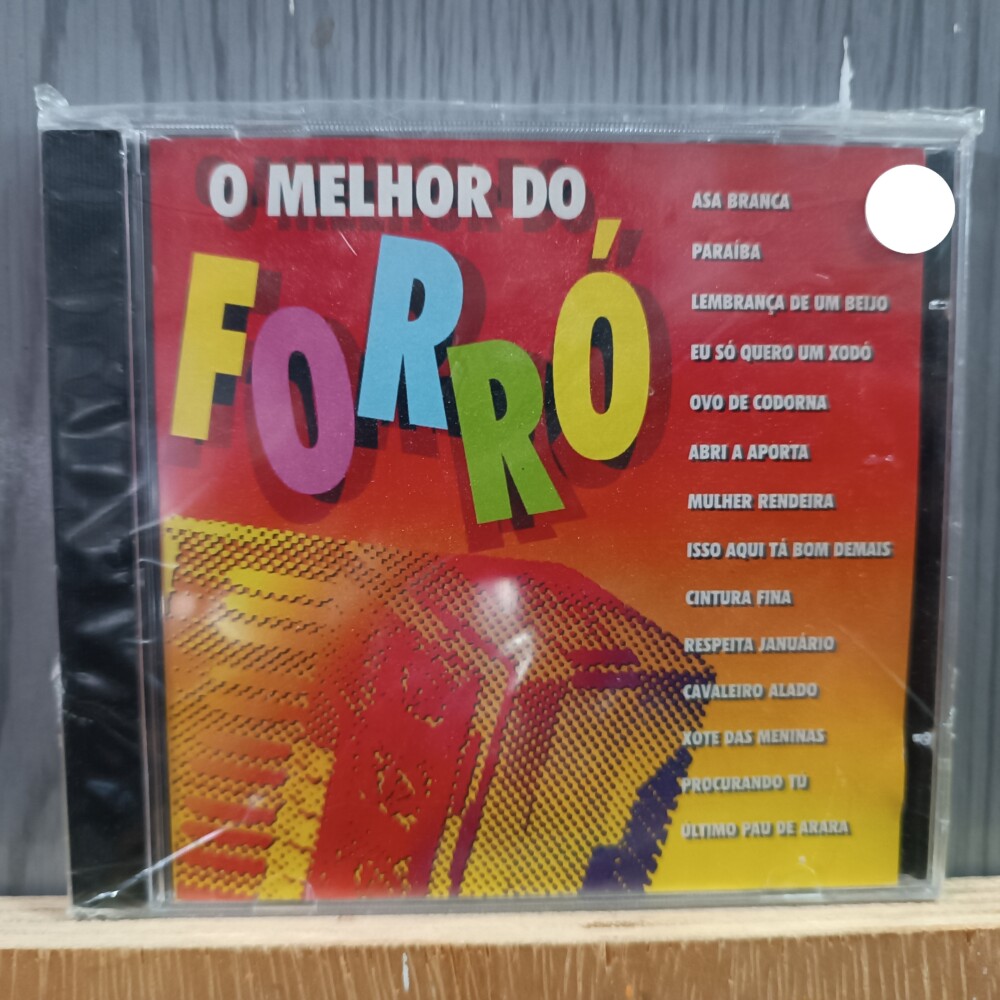 O MELHOR DO
FORRÓ
ASA BRANCA
PARAÍBA
LEMBRANÇA DE UM BEIJO
EU SÓ QUERO UM XODÓ
OVO DE CODORNA
ABRI A APORTA
MULHER RENDEIRA
ISSO AQUI TÁ BOM DEMAIS
CINTURA FINA
RESPEITA JANUÁRIO
CAVALEIRO ALADO
XOTE DAS MENINAS
PROCURANDO TÚ
ÚLTIMO PAU DE ARARA